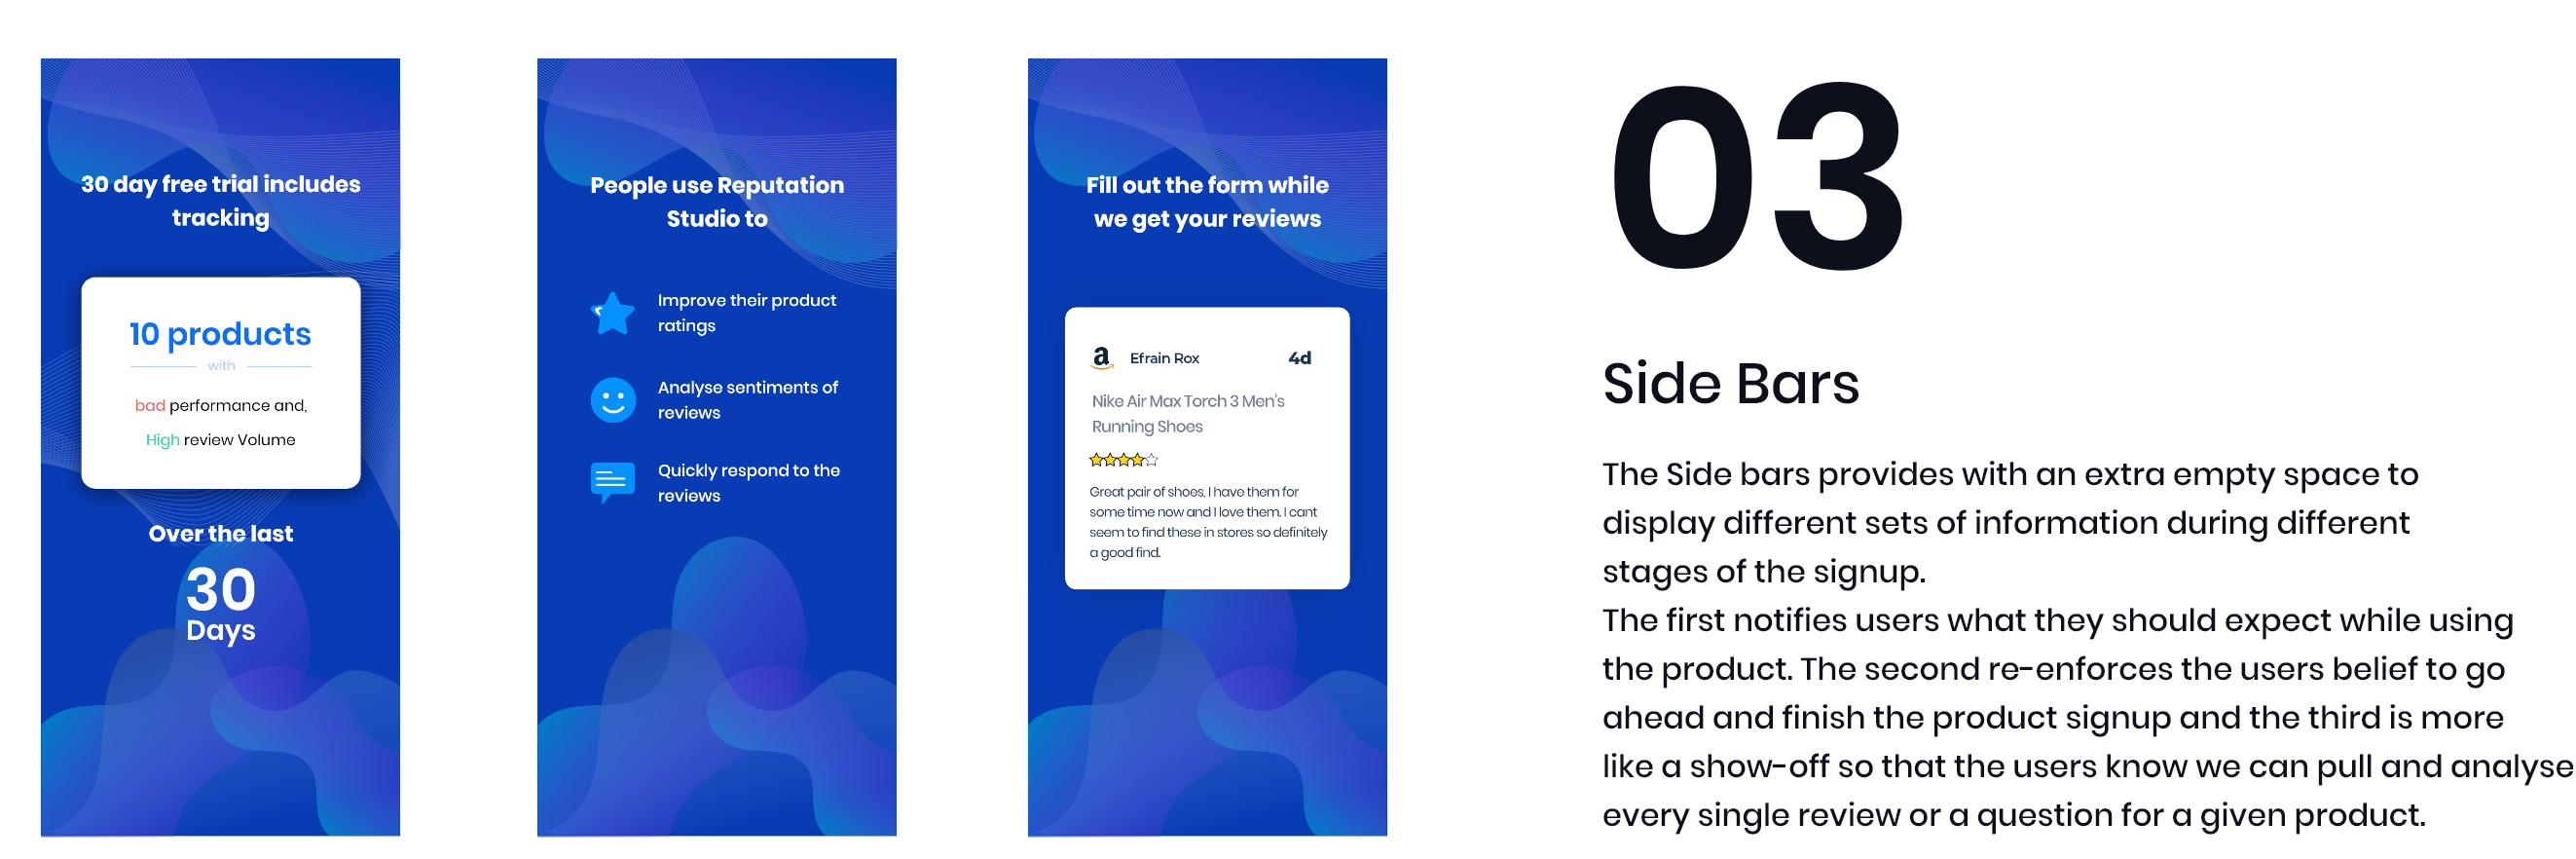 30 day free trial includes
tracking
10 products
with
bad performance and,
High review Volume
Over the last
30
Days
People use Reputation
Studio to
Improve their product
ratings
Analyse sentiments of
reviews
Quickly respond to the
reviews
Fill out the form while
we get your reviews
a Efrain Rox 4d
Nike Air Max Torch 3 Men's
Running Shoes
Great pair of shoes, I have them for
some time now and I love them. I cant
seem to find these in stores so definitely
a good find.
03
Side Bars
The Side bars provides with an extra empty space to
display different sets of information during different
stages of the signup.
The first notifies users what they should expect while using
the product. The second re-enforces the users belief to go
ahead and finish the product signup and the third is more
like a show-off so that the users know we can pull and analyse
every single review or a question for a given product.